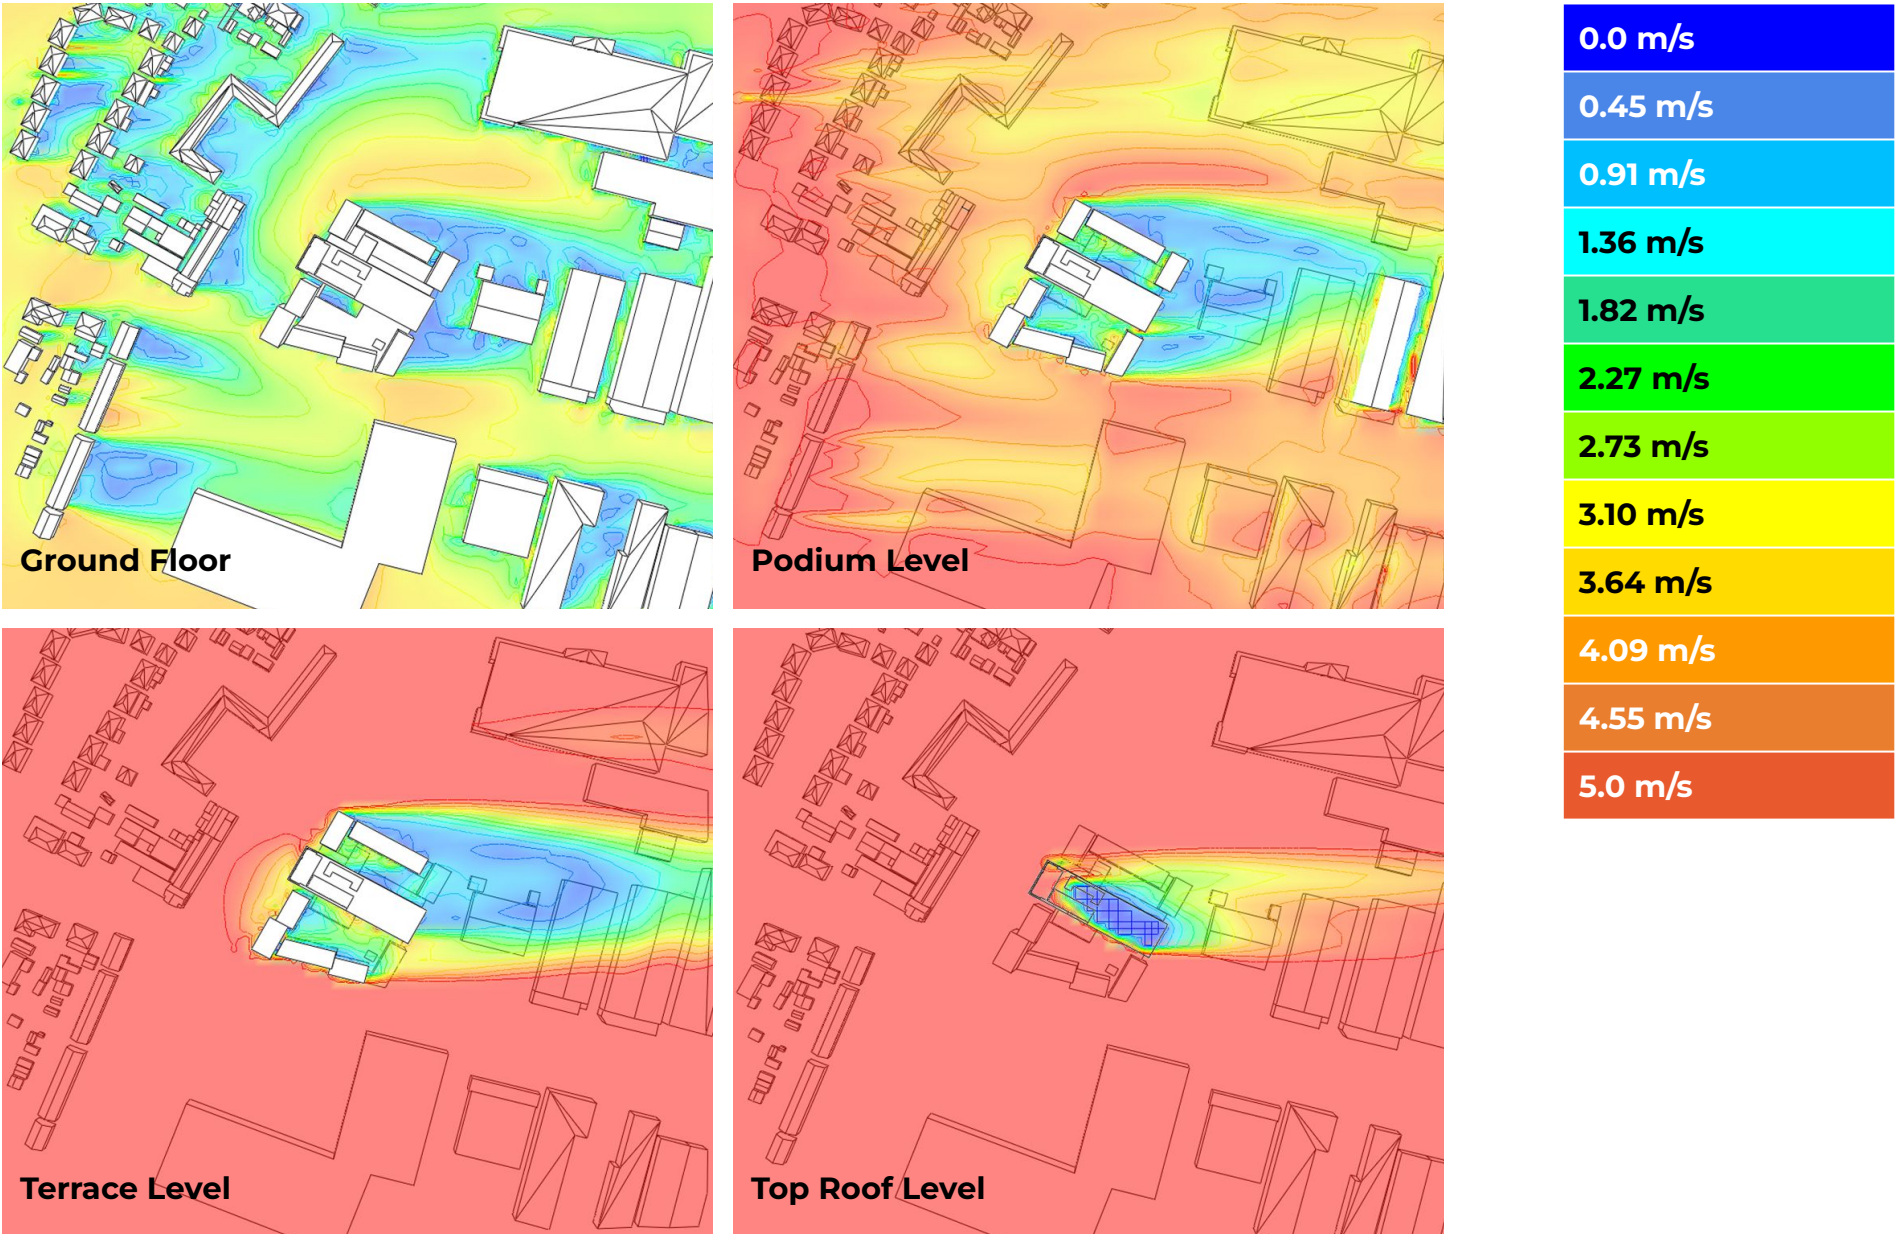 Ground Floor
Podium Level
Terrace Level
Top Roof Level
0.0 m/s
0.45 m/s
0.91 m/s
1.36 m/s
1.82 m/s
2.27 m/s
2.73 m/s
3.10 m/s
3.64 m/s
4.09 m/s
4.55 m/s
5.0 m/s